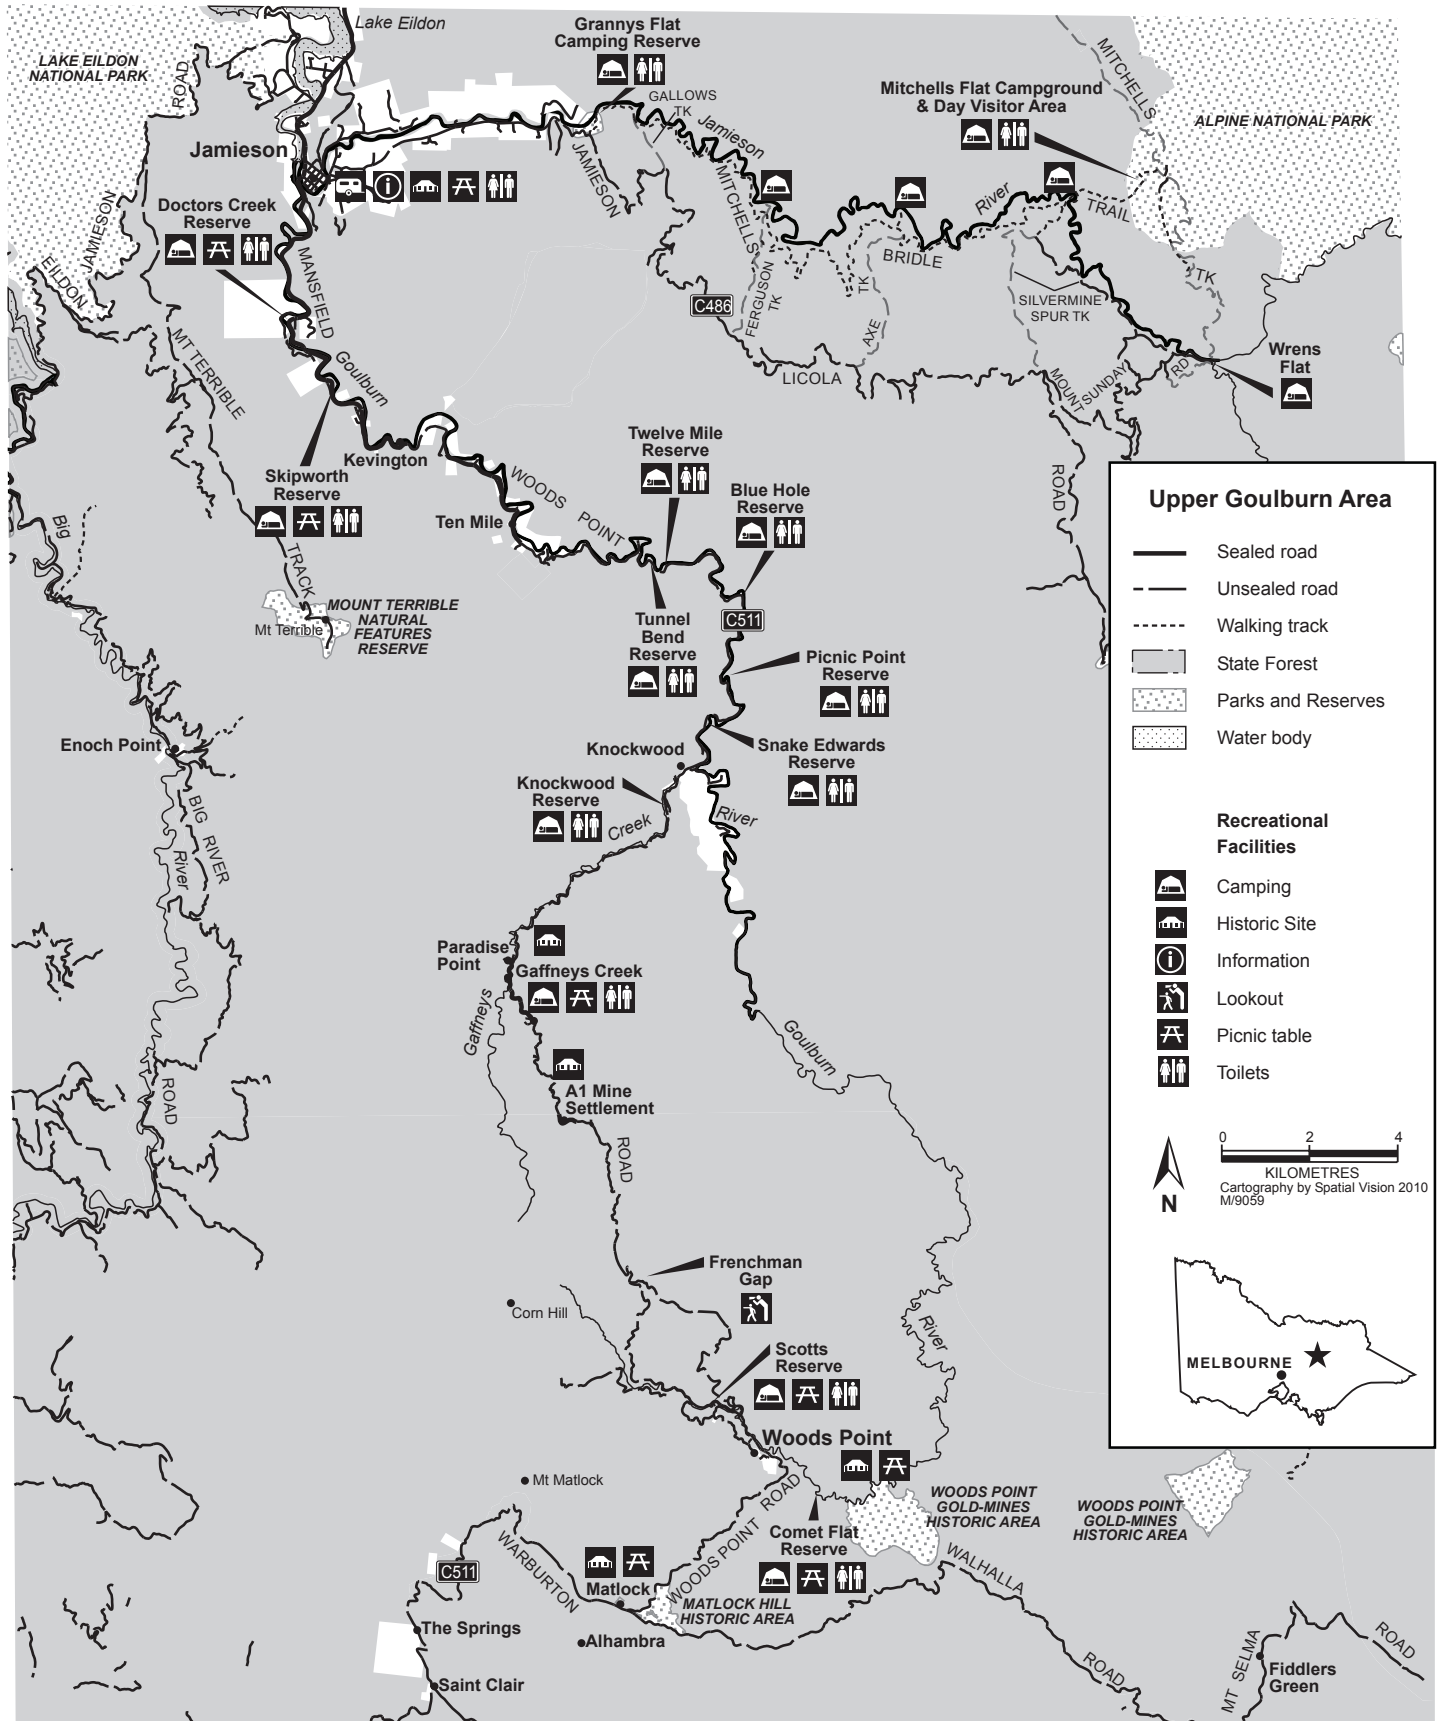 Lake Eildon
Grannys Flat
Camping Reserve
LAKE EILDON
NATIONAL PARK
ROAD
GALLOWS
TK
Jamieson
Mitchells Flat Campground
& Day Visitor Area
MITCHELLS
ALPINE NATIONAL PARK
Jamieson
JAMIESON
MITCHELLS
River
TRAIL
Doctors Creek
Reserve
JAMIESON
EILDON
MANSFIELD
BRIDLE
TK
FERGUSON
TK
TK
C486
SILVERMINE
SPUR TK
AXE
MT TERRIBLE
Goulburn
LICOLA
MOUNT
SUNDAY
RD
Wrens
Flat
Kevington
Skipworth
Reserve
Twelve Mile
Reserve
WOODS
POINT
Blue Hole
Reserve
ROAD
Ten Mile
Big
TRACK
MOUNT TERRIBLE
NATURAL
FEATURES
RESERVE
Mt Terrible
Tunnel
Bend
Reserve
C511
Picnic Point
Reserve
Enoch Point
Knockwood
Snake Edwards
Reserve
Knockwood
Reserve
Creek
River
BIG RIVER
River
Paradise
Point
Gaffneys Creek
Gaffneys
Goulburn
ROAD
A1 Mine
Settlement
ROAD
Frenchman
Gap
Corn Hill
River
Scotts
Reserve
Woods Point
Mt Matlock
WOODS POINT ROAD
WOODS POINT
GOLD-MINES
HISTORIC AREA
WOODS POINT
GOLD-MINES
HISTORIC AREA
Comet Flat
Reserve
WARBURTON
C511
WALHALLA
Matlock
MATLOCK HILL
HISTORIC AREA
The Springs
Alhambra
Saint Clair
ROAD
MT SELMA
ROAD
Fiddlers
Green
Upper Goulburn Area
Sealed road
Unsealed road
Walking track
State Forest
Parks and Reserves
Water body
Recreational
Facilities
Camping
Historic Site
Information
Lookout
Picnic table
Toilets
0 2 4
KILOMETRES
Cartography by Spatial Vision 2010
M/9059
N
MELBOURNE